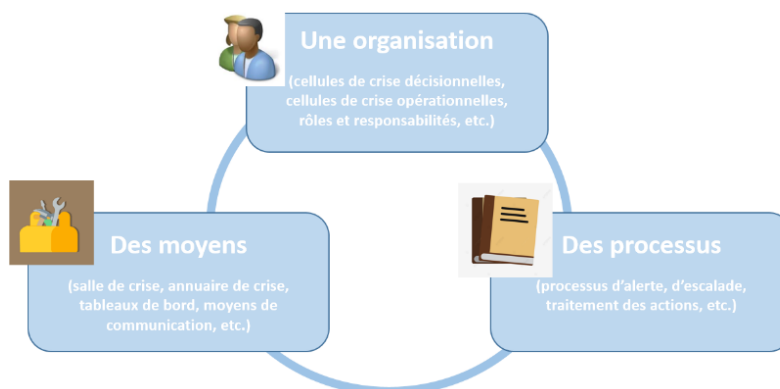 Une organisation
(cellules de crise décisionnelles,
cellules de crise opérationnelles,
rôles et responsabilités, etc.)
Des moyens
(salle de crise, annuaire de crise,
tableaux de bord, moyens de
communication, etc.)
Des processus
(processus d’alerte, d’escalade,
traitement des actions, etc.)